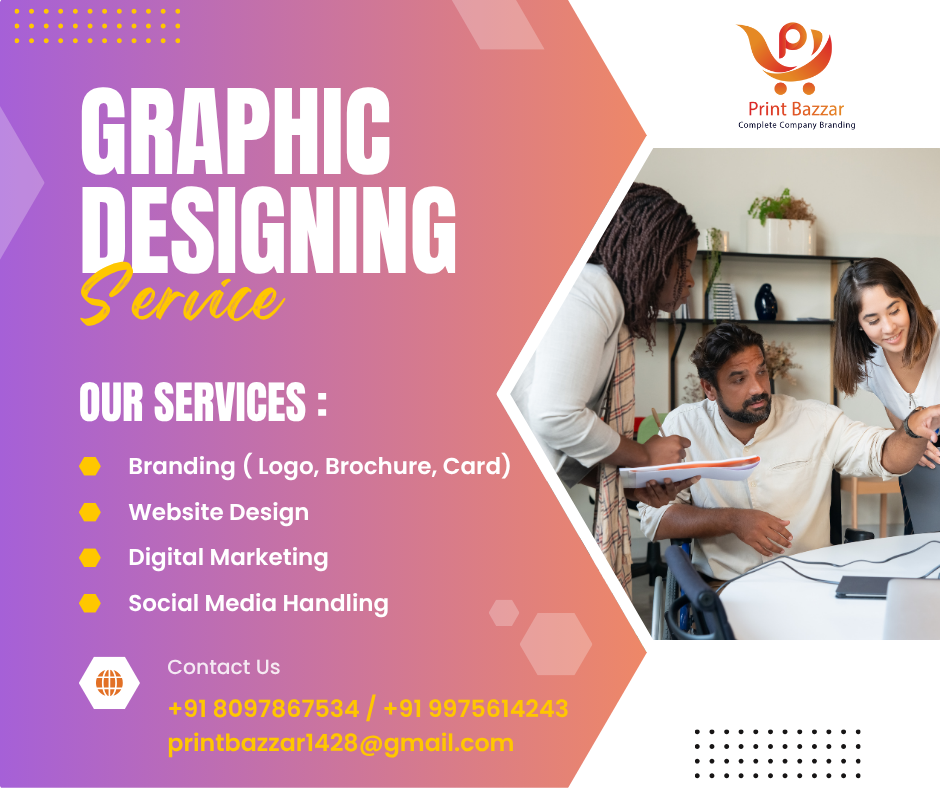 GRAPHIC
DESIGNING
Service
OUR SERVICES :
Branding ( Logo, Brochure, Card)
Website Design
Digital Marketing
Social Media Handling
Contact Us
+91 8097867534 / +91 9975614243
printbazzar1428@gmail.com
P
Print Bazzar
Complete Company Branding